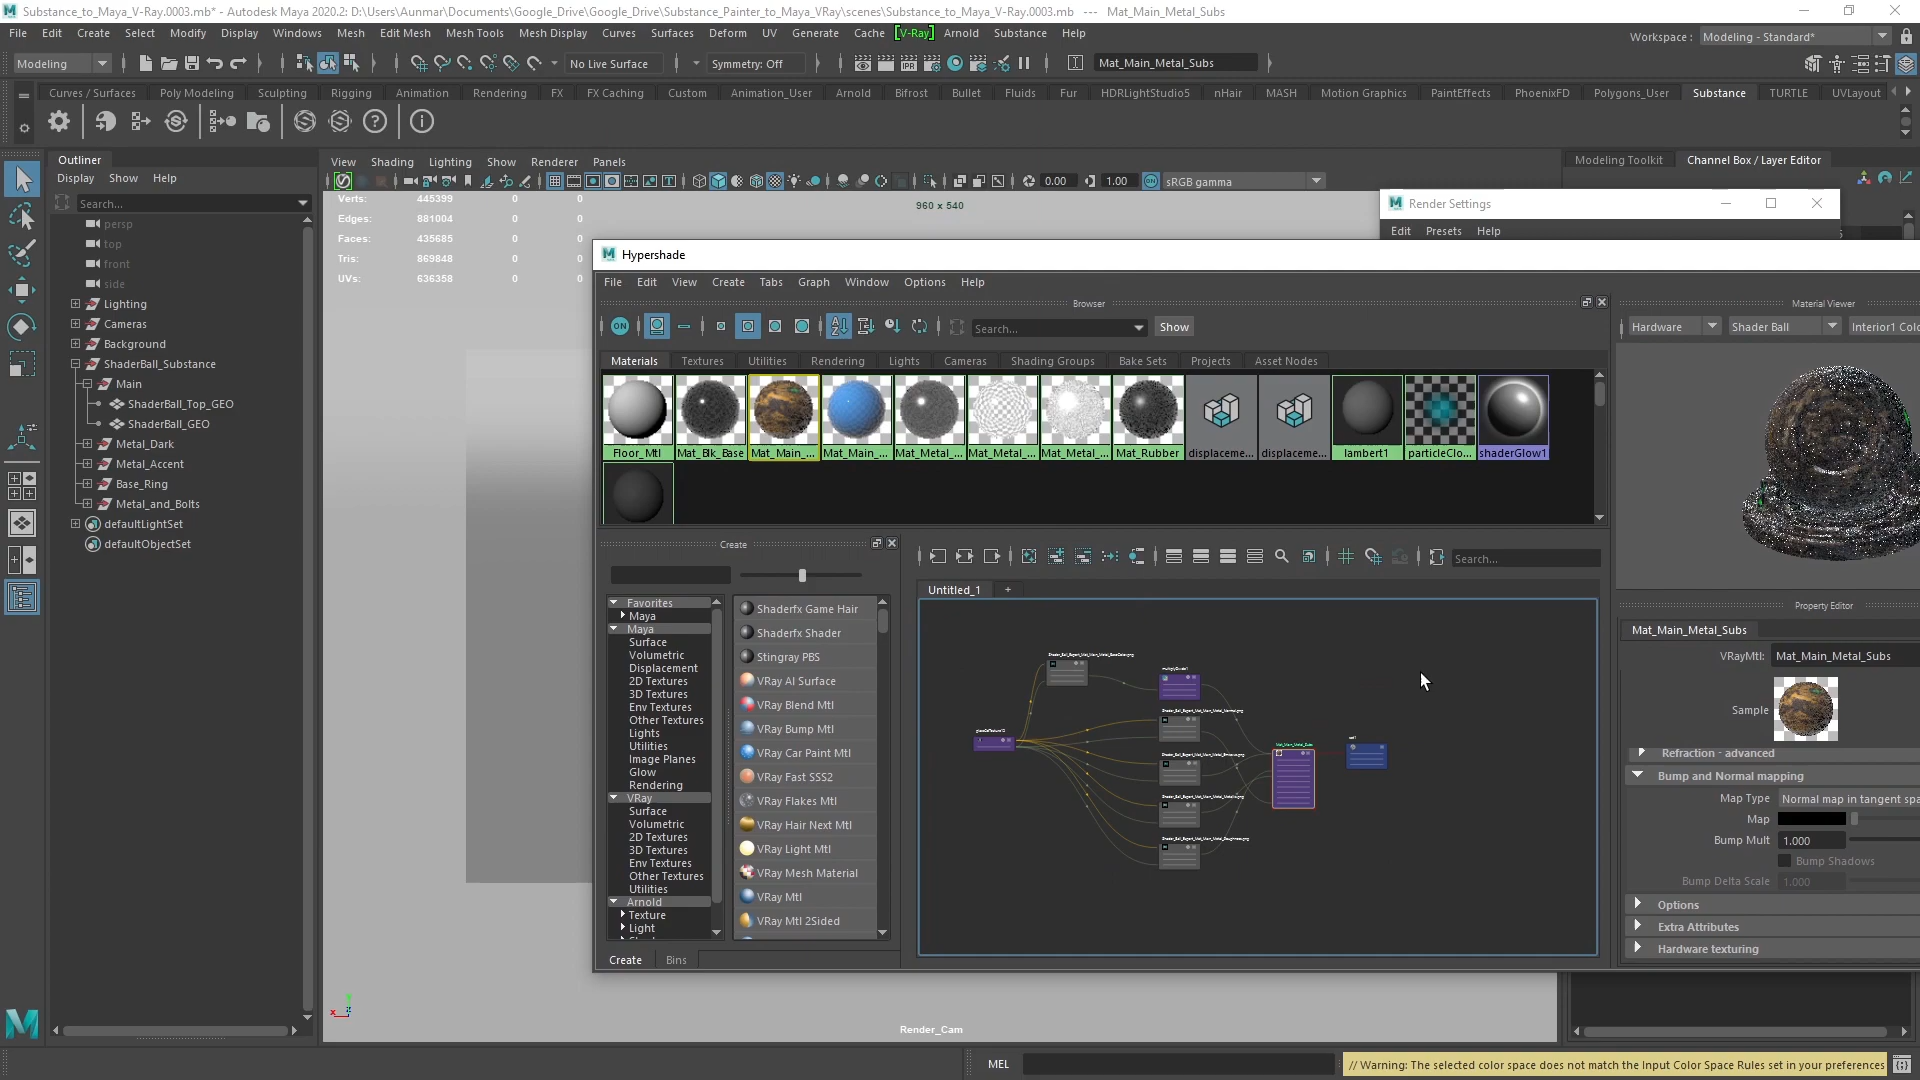 Substance_to_Maya_V-Ray.0003.mb* - Autodesk Maya 2020.2: D:\Users\Aunmar\Documents\Google_Drive\Google_Drive\Substance_Painter_to_Maya_VRay\scenes\Substance_to_Maya_V-Ray.0003.mb --- Mat_Main_Metal_Subs
File Edit Create Select Modify Display Windows Mesh Edit Mesh Mesh Tools Mesh Display Curves Surfaces Deform UV Generate Cache [V-Ray] Arnold Substance Help
Workspace : Modeling - Standard*
Modeling No Live Surface Symmetry: Off IPR Mat_Main_Metal_Subs
Curves / Surfaces Poly Modeling Sculpting Rigging Animation Rendering FX FX Caching Custom Animation_User Arnold Bifrost Bullet Fluids Fur HDRLightStudio5 nHair MASH Motion Graphics PaintEffects PhoenixFD Polygons_User Substance TURTLE UVLayout
Outliner
Display Show Help
Search...
persp
top
front
side
Lighting
Cameras
Background
ShaderBall_Substance
Main
ShaderBall_Top_GEO
ShaderBall_GEO
Metal_Dark
Metal_Accent
Base_Ring
Metal_and_Bolts
defaultLightSet
defaultObjectSet
View Shading Lighting Show Renderer Panels
0.00 1.00 sRGB gamma
Verts: 445399 0 0
Edges: 881004 0 0
Faces: 435685 0 0
Tris: 869848 0 0
UVs: 636358 0 0
960 x 540
Modeling Toolkit Channel Box / Layer Editor
Render Settings
Edit Presets Help
Hypershade
File Edit View Create Tabs Graph Window Options Help
Browser
ON Search... Show
Materials Textures Utilities Rendering Lights Cameras Shading Groups Bake Sets Projects Asset Nodes
Floor_Mtl Mat_Blk_Base Mat_Main_... Mat_Main_... Mat_Metal_... Mat_Metal_... Mat_Metal_... Mat_Rubber displaceme... displaceme... lambert1 particleClo... shaderGlow1
Create
Favorites
Maya
Maya
Surface
Volumetric
Displacement
2D Textures
3D Textures
Env Textures
Other Textures
Lights
Utilities
Image Planes
Glow
Rendering
VRay
Surface
Volumetric
2D Textures
3D Textures
Env Textures
Other Textures
Utilities
Arnold
Texture
Light
Shaderfx Game Hair
Shaderfx Shader
Stingray PBS
VRay Al Surface
VRay Blend Mtl
VRay Bump Mtl
VRay Car Paint Mtl
VRay Fast SSS2
VRay Flakes Mtl
VRay Hair Next Mtl
VRay Light Mtl
VRay Mesh Material
VRay Mtl
VRay Mtl 2Sided
Create Bins
Search...
Untitled_1 +
Material Viewer
Hardware Shader Ball Interior1 Colo
Property Editor
Mat_Main_Metal_Subs
VRayMtl: Mat_Main_Metal_Subs
Sample
Refraction - advanced
Bump and Normal mapping
Map Type Normal map in tangent spa
Map
Bump Mult 1.000
Bump Shadows
Bump Delta Scale 1.000
Options
Extra Attributes
Hardware texturing
Render_Cam
MEL
// Warning: The selected color space does not match the Input Color Space Rules set in your preferences